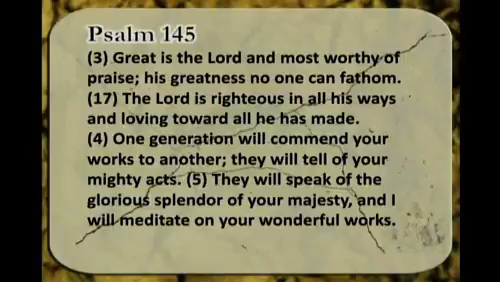 Psalm 145
(3) Great is the Lord and most worthy of
praise; his greatness no one can fathom.
(17) The Lord is righteous in all his ways
and loving toward all he has made.
(4) One generation will commend your
works to another; they will tell of your
mighty acts. (5) They will speak of the
glorious splendor of your majesty, and I
will meditate on your wonderful works.